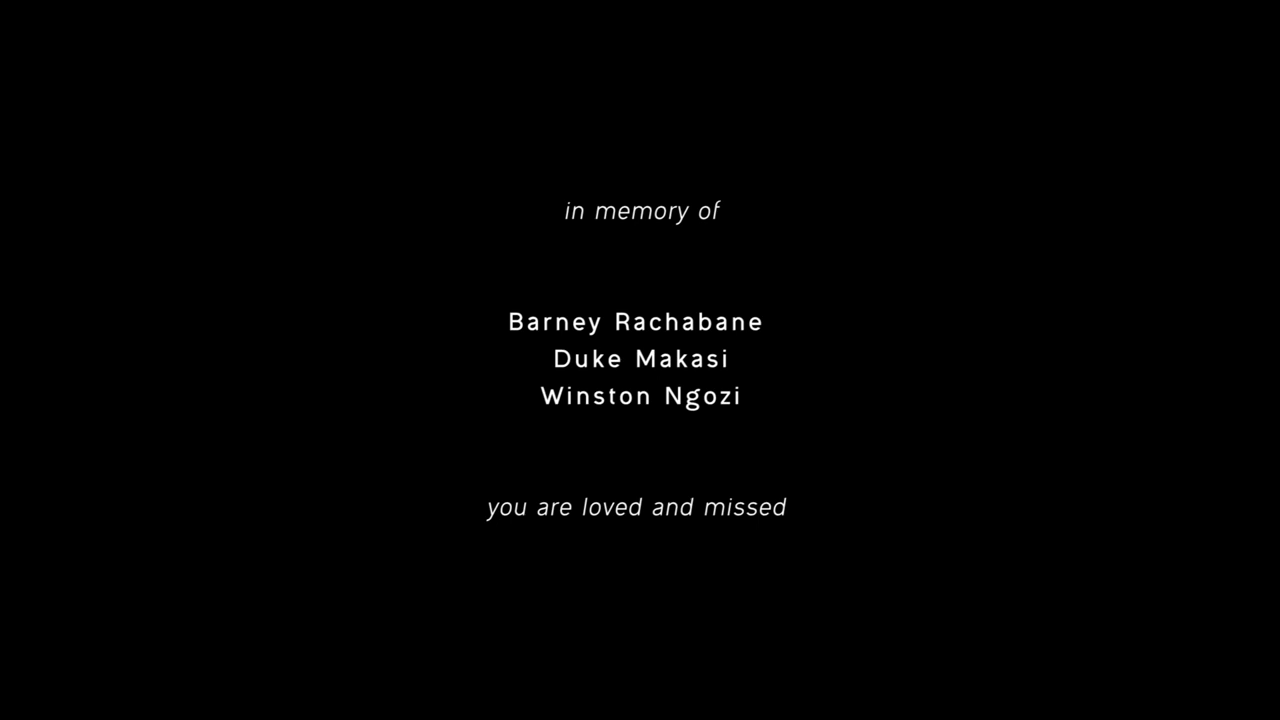 in memory of
Barney Rachabane
Duke Makasi
Winston Ngozi
you are loved and missed